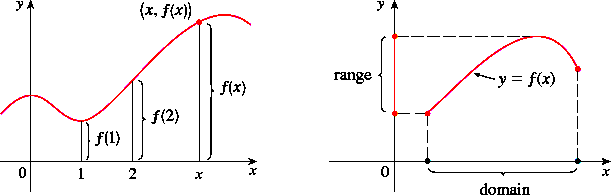 y
(x, f(x))
f(x)
f(2)
f(1)
0
1
2
x
x
y
range
y = f(x)
0
x
domain